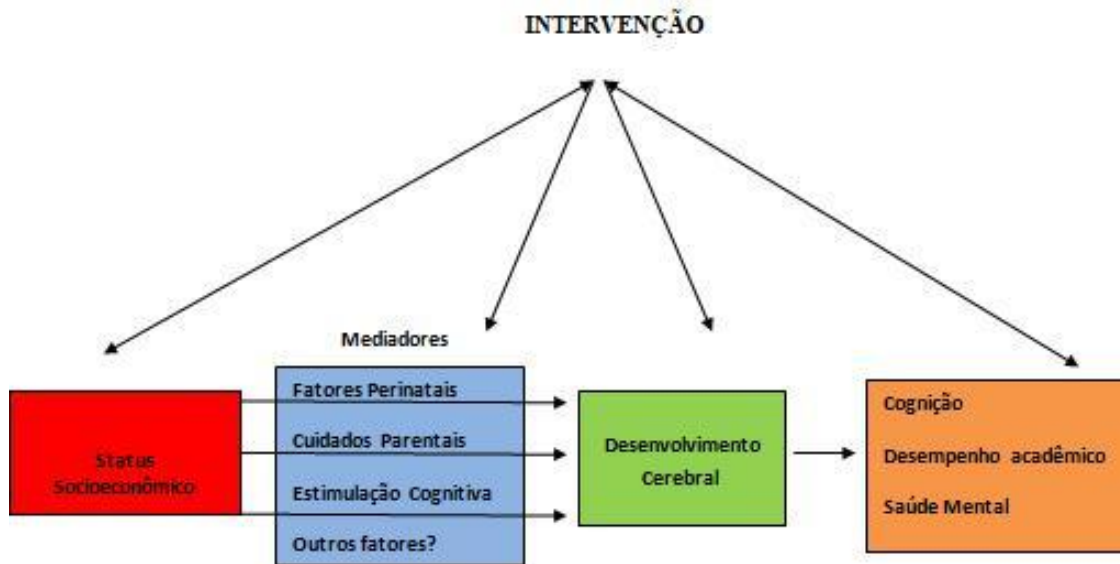 INTERVENÇÃO
Mediadores
Status
Socioeconômico
Fatores Perinatais
Cuidados Parentais
Estimulação Cognitiva
Outros fatores?
Desenvolvimento
Cerebral
Cognição
Desempenho acadêmico
Saúde Mental